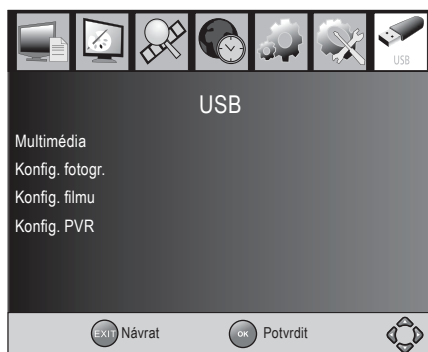 USB
USB
Multimédia
Konfig. fotogr.
Konfig. filmu
Konfig. PVR
EXIT Návrat OK Potvrdit